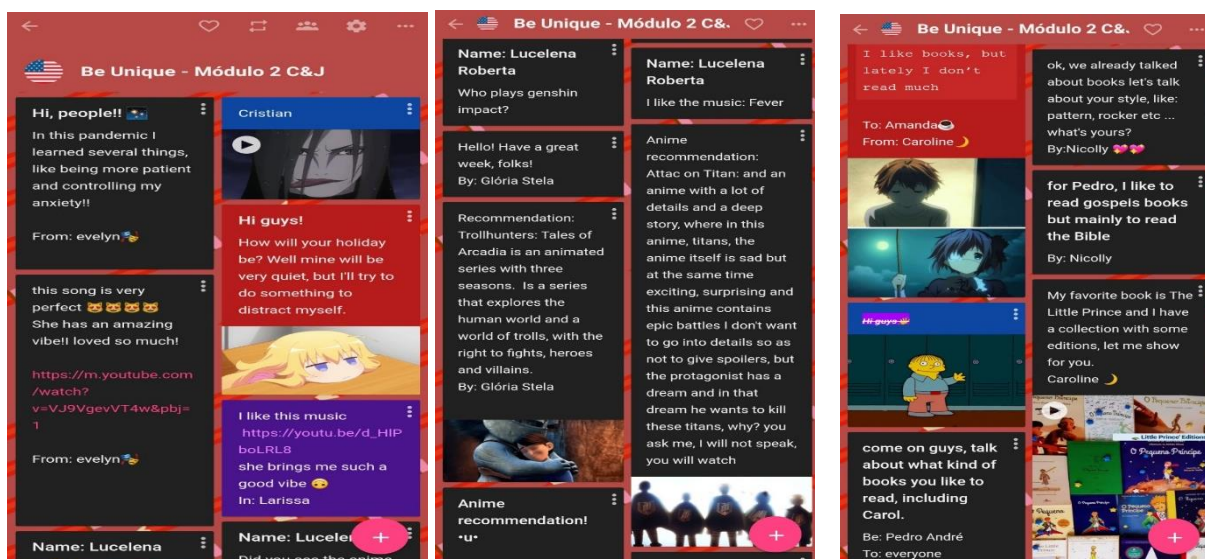 Be Unique - Módulo 2 C&J
Hi, people!!
In this pandemic I
learned several things,
like being more patient
and controlling my
anxiety!!
From: evelyn
this song is very
perfect
She has an amazing
vibe!I loved so much!
https://m.youtube.com
/watch?
v=VJ9VgevVT4w&pbj=
1
From: evelyn
Name: Lucelena
Cristian
Hi guys!
How will your holiday
be? Well mine will be
very quiet, but I'll try to
do something to
distract myself.
I like this music
https://youtu.be/d_HIP
boLRL8
she brings me such a
good vibe
In: Larissa
Name: Lucelen
Did you see the anime
Be Unique - Módulo 2 C&
Name: Lucelena
Roberta
Who plays genshin
impact?
Hello! Have a great
week, folks!
By: Glória Stela
Recommendation:
Trollhunters: Tales of
Arcadia is an animated
series with three
seasons. Is a series
that explores the
human world and a
world of trolls, with the
right to fights, heroes
and villains.
By: Glória Stela
Anime
recommendation!
•u•
Name: Lucelena
Roberta
I like the music: Fever
Anime
recommendation:
Attac on Titan: and an
anime with a lot of
details and a deep
story, where in this
anime, titans, the
anime itself is sad but
at the same time
exciting, surprising and
this anime contains
epic battles I don't want
to go into details so as
not to give spoilers, but
the protagonist has a
dream and in that
dream he wants to kill
these titans, why? you
ask me, I will not speak,
you will watch
Be Unique - Módulo 2 C&
I like books, but
lately I don't
read much
To: Amanda
From: Caroline
Hi guys
come on guys, talk
about what kind of
books you like to
read, including
Carol.
Be: Pedro André
To: everyone
ok, we already talked
about books let's talk
about your style, like:
pattern, rocker etc ...
what's yours?
By:Nicolly
for Pedro, I like to
read gospeis books
but mainly to read
the Bible
By: Nicolly
My favorite book is The
Little Prince and I have
a collection with some
editions, let me show
for you.
Caroline
Little Prince' Editions
O Pequeno Príncipe